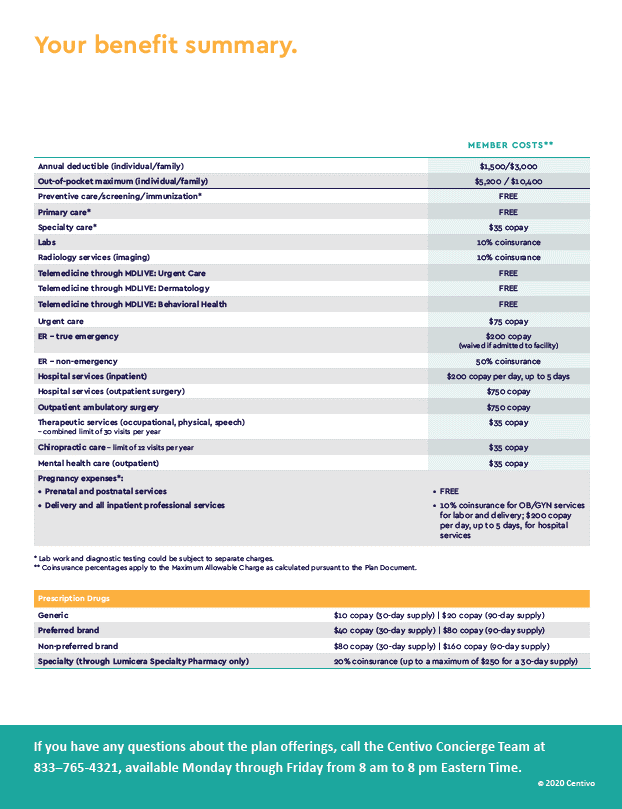 Your benefit summary.
MEMBER COSTS**
Annual deductible (individual/family) $1,500/$3,000
Out-of-pocket maximum (individual/family) $5,200 / $10,400
Preventive care/screening/immunization* FREE
Primary care* FREE
Specialty care* $35 copay
Labs 10% coinsurance
Radiology services (imaging) 10% coinsurance
Telemedicine through MDLIVE: Urgent Care FREE
Telemedicine through MDLIVE: Dermatology FREE
Telemedicine through MDLIVE: Behavioral Health FREE
Urgent care $75 copay
ER – true emergency $200 copay
(waived if admitted to facility)
ER – non-emergency 50% coinsurance
Hospital services (inpatient) $200 copay per day, up to 5 days
Hospital services (outpatient surgery) $750 copay
Outpatient ambulatory surgery $750 copay
Therapeutic services (occupational, physical, speech) $35 copay
– combined limit of 30 visits per year
Chiropractic care – limit of 12 visits per year $35 copay
Mental health care (outpatient) $35 copay
Pregnancy expenses*:
• Prenatal and postnatal services • FREE
• Delivery and all inpatient professional services • 10% coinsurance for OB/GYN services
for labor and delivery; $200 copay
per day, up to 5 days, for hospital
services
* Lab work and diagnostic testing could be subject to separate charges.
** Coinsurance percentages apply to the Maximum Allowable Charge as calculated pursuant to the Plan Document.
Prescription Drugs
Generic $10 copay (30-day supply) | $20 copay (90-day supply)
Preferred brand $40 copay (30-day supply) | $80 copay (90-day supply)
Non-preferred brand $80 copay (30-day supply) | $160 copay (90-day supply)
Specialty (through Lumicera Specialty Pharmacy only) 20% coinsurance (up to a maximum of $250 for a 30-day supply)
If you have any questions about the plan offerings, call the Centivo Concierge Team at
833–765-4321, available Monday through Friday from 8 am to 8 pm Eastern Time.
© 2020 Centivo